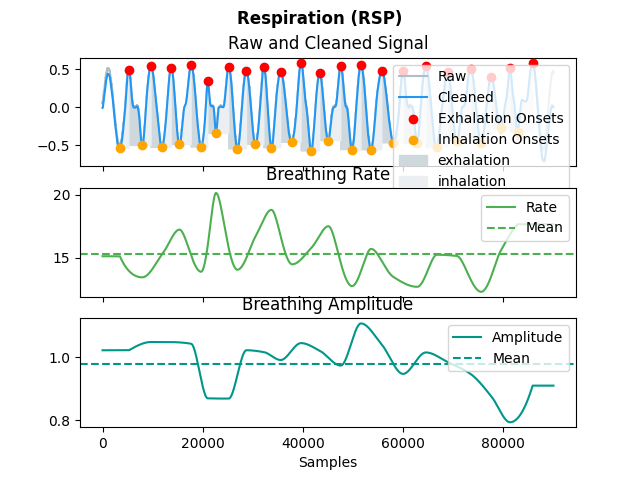 Respiration (RSP)
Raw and Cleaned Signal
0.5
0.0
−0.5
Raw
Cleaned
Exhalation Onsets
Inhalation Onsets
exhalation
inhalation
Breathing Rate
20
15
Rate
Mean
Breathing Amplitude
1.0
0.8
Amplitude
Mean
0 20000 40000 60000 80000
Samples